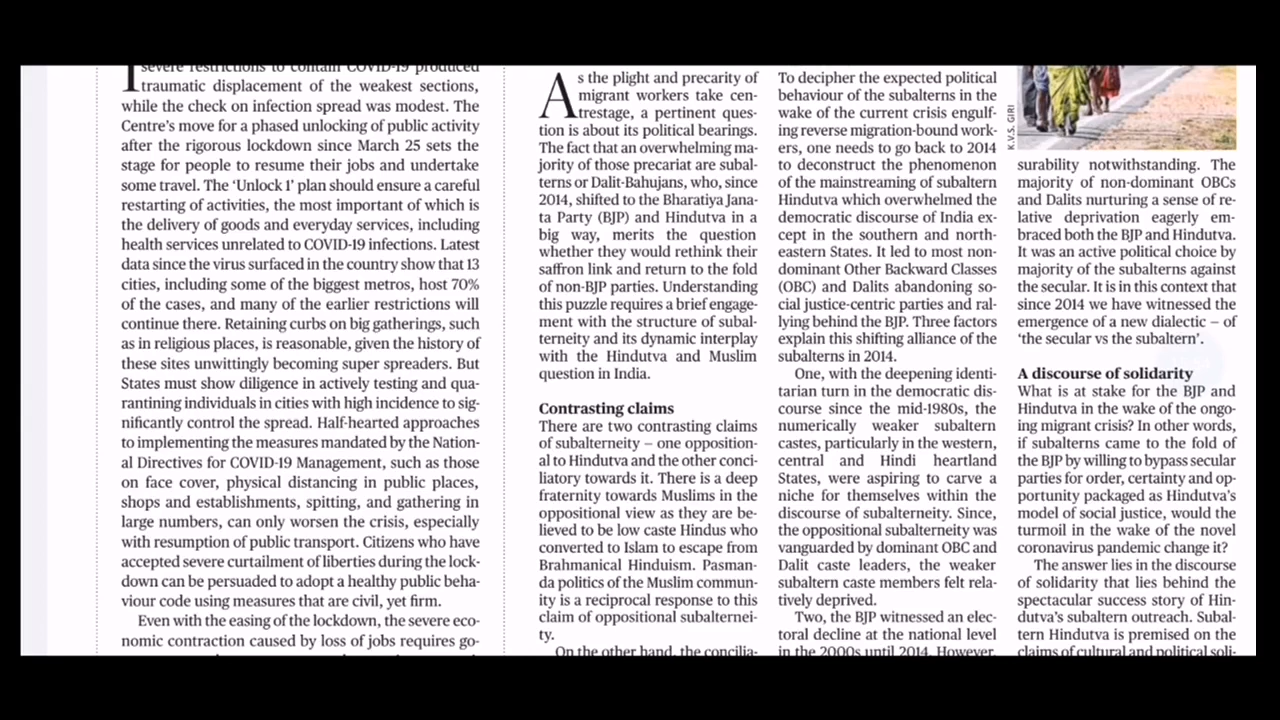 severe restrictions to contain COVID-19 produced
traumatic displacement of the weakest sections,
while the check on infection spread was modest. The
Centre's move for a phased unlocking of public activity
after the rigorous lockdown since March 25 sets the
stage for people to resume their jobs and undertake
some travel. The 'Unlock 1' plan should ensure a careful
restarting of activities, the most important of which is
the delivery of goods and everyday services, including
health services unrelated to COVID-19 infections. Latest
data since the virus surfaced in the country show that 13
cities, including some of the biggest metros, host 70%
of the cases, and many of the earlier restrictions will
continue there. Retaining curbs on big gatherings, such
as in religious places, is reasonable, given the history of
these sites unwittingly becoming super spreaders. But
States must show diligence in actively testing and qua-
rantining individuals in cities with high incidence to sig-
nificantly control the spread. Half-hearted approaches
to implementing the measures mandated by the Nation-
al Directives for COVID-19 Management, such as those
on face cover, physical distancing in public places,
shops and establishments, spitting, and gathering in
large numbers, can only worsen the crisis, especially
with resumption of public transport. Citizens who have
accepted severe curtailment of liberties during the lock-
down can be persuaded to adopt a healthy public beha-
viour code using measures that are civil, yet firm.
Even with the easing of the lockdown, the severe eco-
nomic contraction caused by loss of jobs requires go-
As the plight and precarity of
migrant workers take cen-
trestage, a pertinent ques-
tion is about its political bearings.
The fact that an overwhelming ma-
jority of those precariat are subal-
terns or Dalit-Bahujans, who, since
2014, shifted to the Bharatiya Jana-
ta Party (BJP) and Hindutva in a
big way, merits the question
whether they would rethink their
saffron link and return to the fold
of non-BJP parties. Understanding
this puzzle requires a brief engage-
ment with the structure of subal-
ternity and its dynamic interplay
with the Hindutva and Muslim
question in India.
Contrasting claims
There are two contrasting claims
of subalterneity – one opposition-
al to Hindutva and the other conci-
liatory towards it. There is a deep
fraternity towards Muslims in the
oppositional view as they are be-
lieved to be low caste Hindus who
converted to Islam to escape from
Brahmanical Hinduism. Pasman-
da politics of the Muslim commun-
ity is a reciprocal response to this
claim of oppositional subalternei-
ty.
On the other hand, the concilia-
To decipher the expected political
behaviour of the subalterns in the
wake of the current crisis engulf-
ing reverse migration-bound work-
ers, one needs to go back to 2014
to deconstruct the phenomenon
of the mainstreaming of subaltern
Hindutva which overwhelmed the
democratic discourse of India ex-
cept in the southern and north-
eastern States. It led to most non-
dominant Other Backward Classes
(OBC) and Dalits abandoning so-
cial justice-centric parties and ral-
lying behind the BJP. Three factors
explain this shifting alliance of the
subalterns in 2014.
One, with the deepening identi-
tarian turn in the democratic dis-
course since the mid-1980s, the
numerically weaker subaltern
castes, particularly in the western,
central and Hindi heartland
States, were aspiring to carve a
niche for themselves within the
discourse of subalterneity. Since,
the oppositional subalterneity was
vanguarded by dominant OBC and
Dalit caste leaders, the weaker
subaltern caste members felt rela-
tively deprived.
Two, the BJP witnessed an elec-
toral decline at the national level
in the 2000s until 2014. However,
K.V.S. GIRI
surability notwithstanding. The
majority of non-dominant OBCs
and Dalits nurturing a sense of re-
lative deprivation eagerly em-
braced both the BJP and Hindutva.
It was an active political choice by
majority of the subalterns against
the secular. It is in this context that
since 2014 we have witnessed the
emergence of a new dialectic – of
'the secular vs the subaltern'.
A discourse of solidarity
What is at stake for the BJP and
Hindutva in the wake of the ongo-
ing migrant crisis? In other words,
if subalterns came to the fold of
the BJP by willing to bypass secular
parties for order, certainty and op-
portunity packaged as Hindutva's
model of social justice, would the
turmoil in the wake of the novel
coronavirus pandemic change it?
The answer lies in the discourse
of solidarity that lies behind the
spectacular success story of Hin-
dutva's subaltern outreach. Subal-
tern Hindutva is premised on the
claims of cultural and political soli-